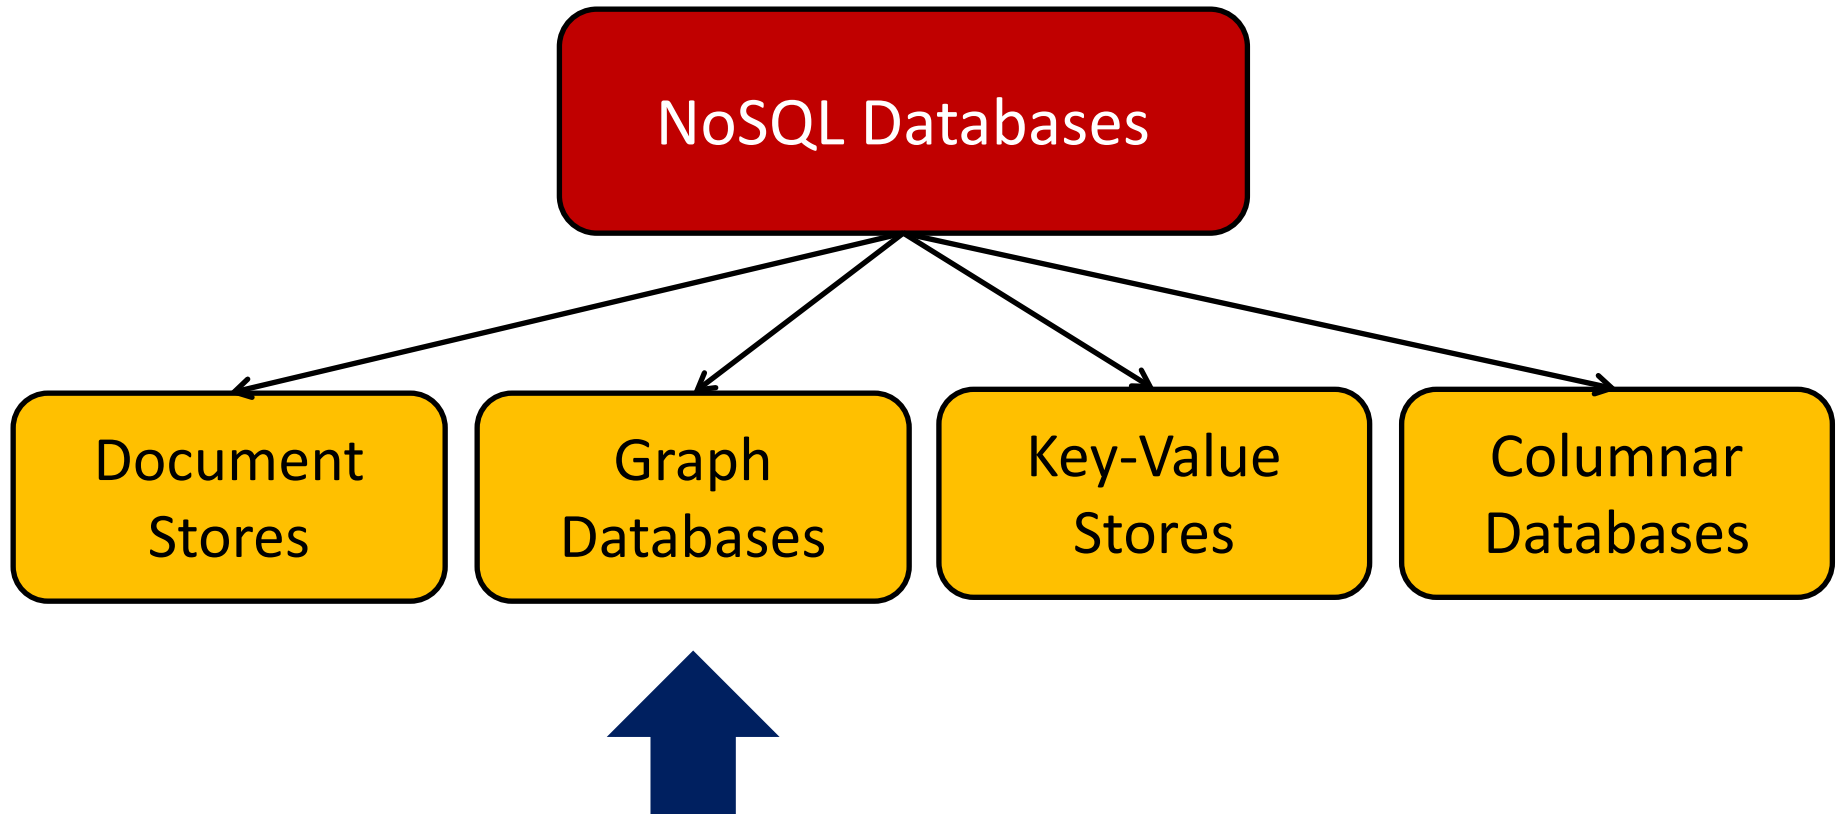 NoSQL Databases
Document
Stores
Graph
Databases
Key-Value
Stores
Columnar
Databases